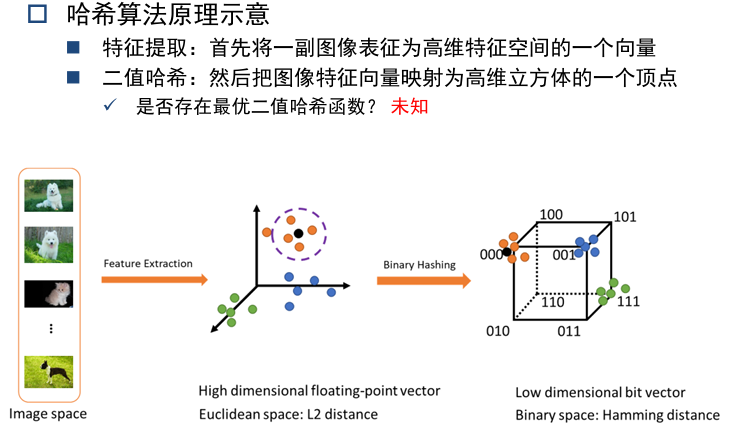 哈希算法原理示意
特征提取：首先将一副图像表征为高维特征空间的一个向量
二值哈希：然后把图像特征向量映射为高维立方体的一个顶点
是否存在最优二值哈希函数？ 未知
Image space
Feature Extraction
High dimensional floating-point vector
Euclidean space: L2 distance
Binary Hashing
100
101
000
001
110
111
010
011
Low dimensional bit vector
Binary space: Hamming distance